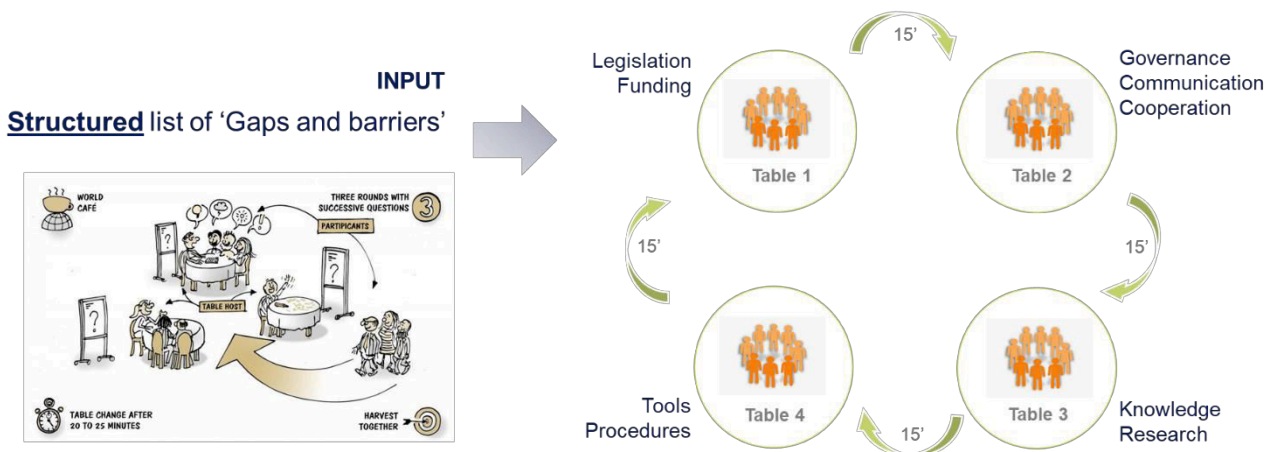 INPUT
Structured list of ‘Gaps and barriers’
WORLD
CAFÉ
THREE ROUNDS WITH
SUCCESSIVE QUESTIONS
3
PARTICIPANTS
?
?
?
TABLE HOST
TABLE CHANGE AFTER
20 TO 25 MINUTES
HARVEST
TOGETHER
Legislation
Funding
Table 1
15’
Governance
Communication
Cooperation
Table 2
15’
Knowledge
Research
Table 3
15’
Tools
Procedures
Table 4
15’